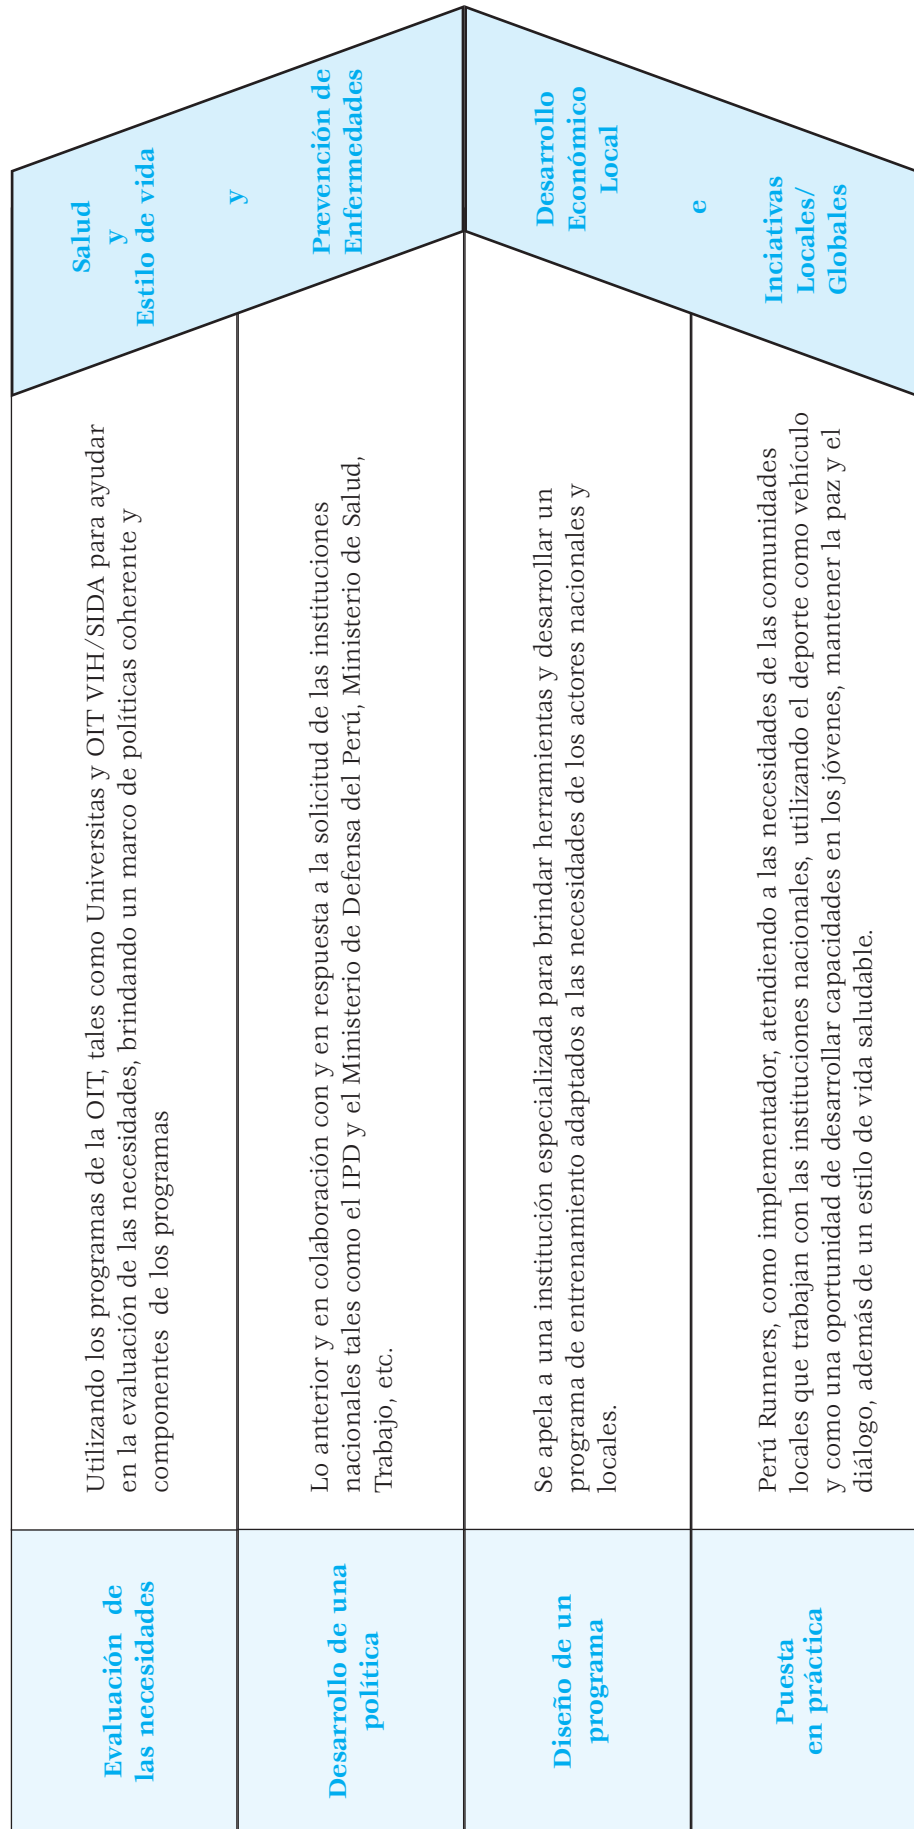 Evaluación de
las necesidades
Utilizando los programas de la OIT, tales como Universitas y OIT VIH/SIDA para ayudar
en la evaluación de las necesidades, brindando un marco de políticas coherente y
componentes de los programas
Desarrollo de una
política
Lo anterior y en colaboración con y en respuesta a la solicitud de las instituciones
nacionales tales como el IPD y el Ministerio de Defensa del Perú, Ministerio de Salud,
Trabajo, etc.
Diseño de un
programa
Se apela a una institución especializada para brindar herramientas y desarrollar un
programa de entrenamiento adaptados a las necesidades de los actores nacionales y
locales.
Puesta
en práctica
Perú Runners, como implementador, atendiendo a las necesidades de las comunidades
locales que trabajan con las instituciones nacionales, utilizando el deporte como vehículo
y como una oportunidad de desarrollar capacidades en los jóvenes, mantener la paz y el
diálogo, además de un estilo de vida saludable.
Salud
y
Estilo de vida
y
Prevención de
Enfermedades
Desarrollo
Económico
Local
e
Inciativas
Locales/
Globales